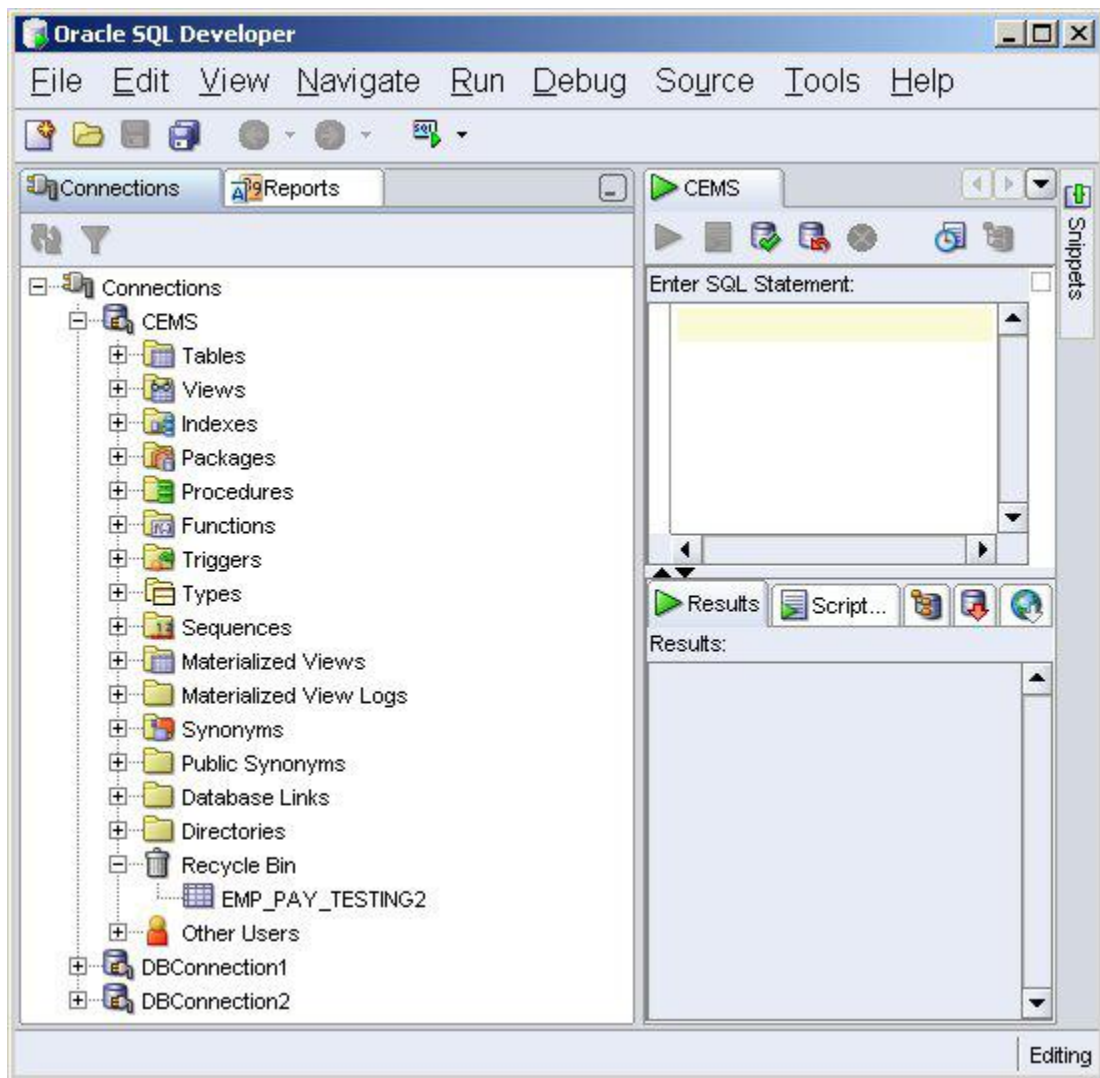 Oracle SQL Developer
File Edit View Navigate Run Debug Source Tools Help
SQL
Connections
Reports
Connections
CEMS
Tables
Views
Indexes
Packages
Procedures
Functions
Triggers
Types
Sequences
Materialized Views
Materialized View Logs
Synonyms
Public Synonyms
Database Links
Directories
Recycle Bin
EMP_PAY_TESTING2
Other Users
DBConnection1
DBConnection2
CEMS
Enter SQL Statement:
Results
Script...
Results:
Snippets
Editing